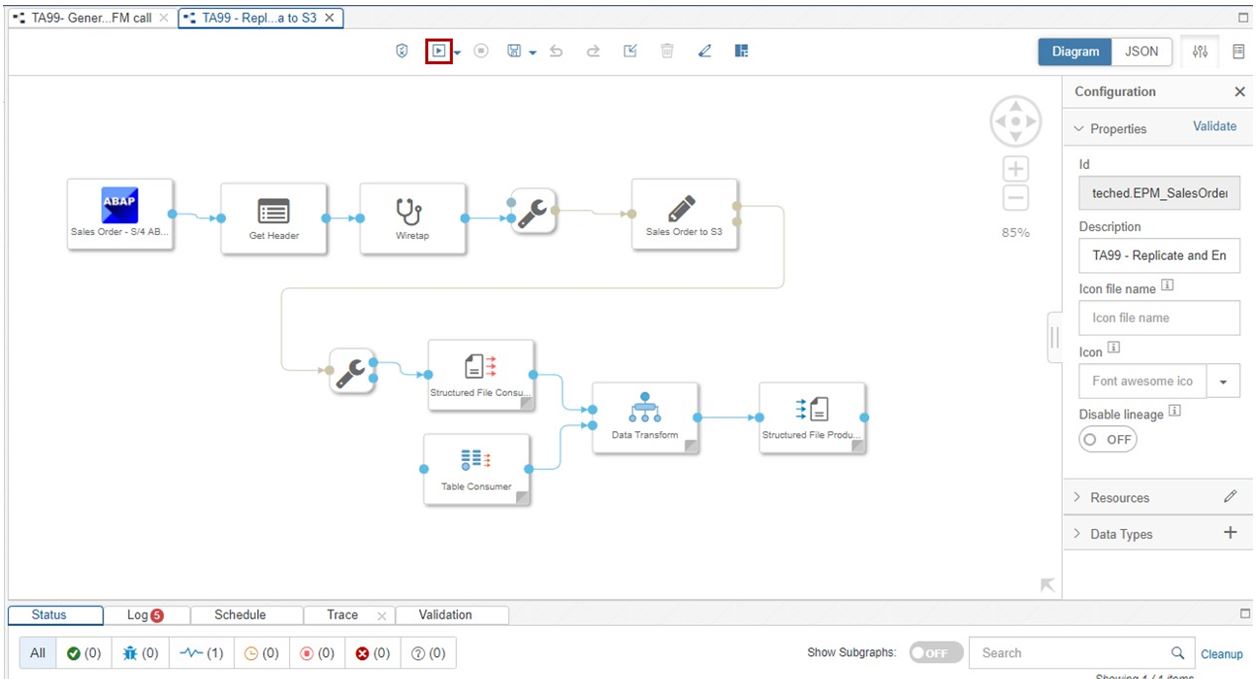 TA99- Gener...FM call
TA99 - Repl...a to S3
Diagram
JSON
Configuration
Properties
Validate
Id
teched.EPM_SalesOrder
Description
TA99 - Replicate and En
Icon file name
Icon file name
Icon
Font awesome ico
Disable lineage
OFF
Resources
Data Types
85%
ABAP
Sales Order - S/4 AB...
Get Header
Wiretap
Sales Order to S3
Structured File Consu...
Table Consumer
Data Transform
Structured File Produ...
Status
Log 5
Schedule
Trace
Validation
All
(0)
(0)
(1)
(0)
(0)
(0)
(0)
Show Subgraphs:
OFF
Search
Cleanup
Showing 1 / 1 items